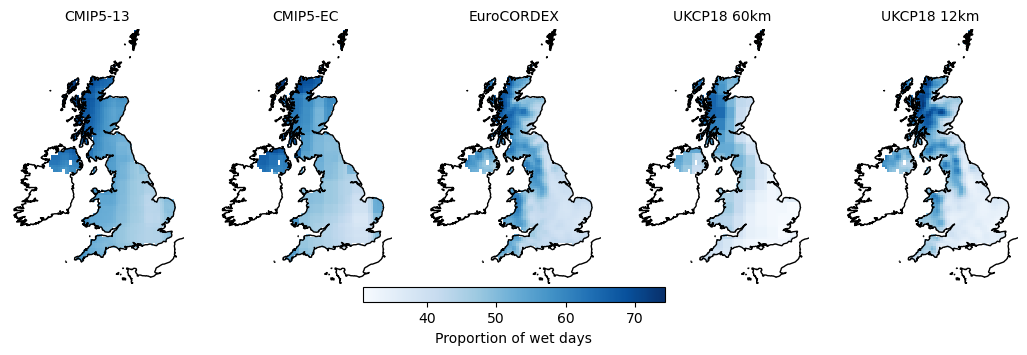 CMIP5-13 CMIP5-EC EuroCORDEX UKCP18 60km UKCP18 12km
40 50 60 70
Proportion of wet days